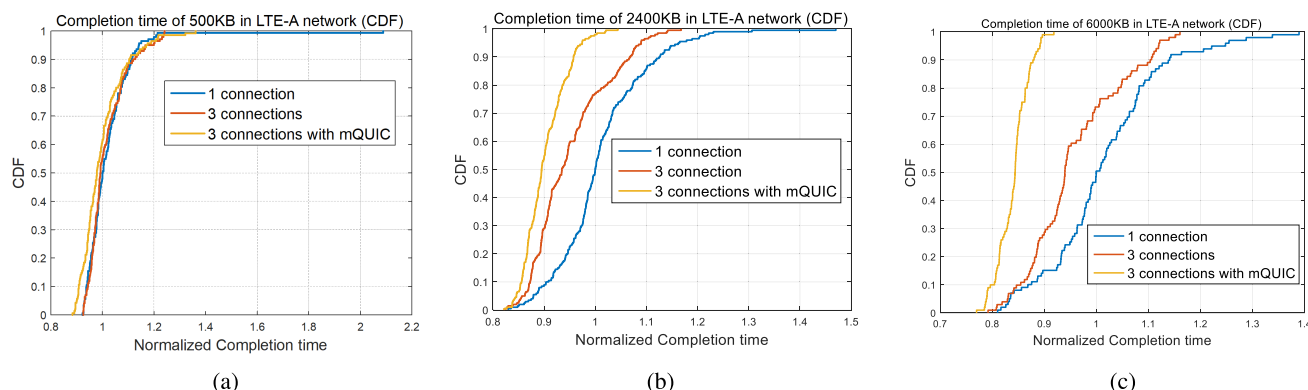 Completion time of 500KB in LTE-A network (CDF)
1
0.9
0.8
0.7
0.6
0.5
0.4
0.3
0.2
0.1
0
CDF
1 connection
3 connections
3 connections with mQUIC
0.8
1
1.2
1.4
1.6
1.8
2
2.2
Normalized Completion time
(a)
Completion time of 2400KB in LTE-A network (CDF)
1
0.9
0.8
0.7
0.6
0.5
0.4
0.3
0.2
0.1
0
CDF
1 connection
3 connection
3 connections with mQUIC
0.8
0.9
1
1.1
1.2
1.3
1.4
1.5
Normalized Completion time
(b)
Completion time of 6000KB in LTE-A network (CDF)
1
0.9
0.8
0.7
0.6
0.5
0.4
0.3
0.2
0.1
0
CDF
1 connection
3 connections
3 connections with mQUIC
0.7
0.8
0.9
1
1.1
1.2
1.3
1.4
Normalized Completion time
(c)